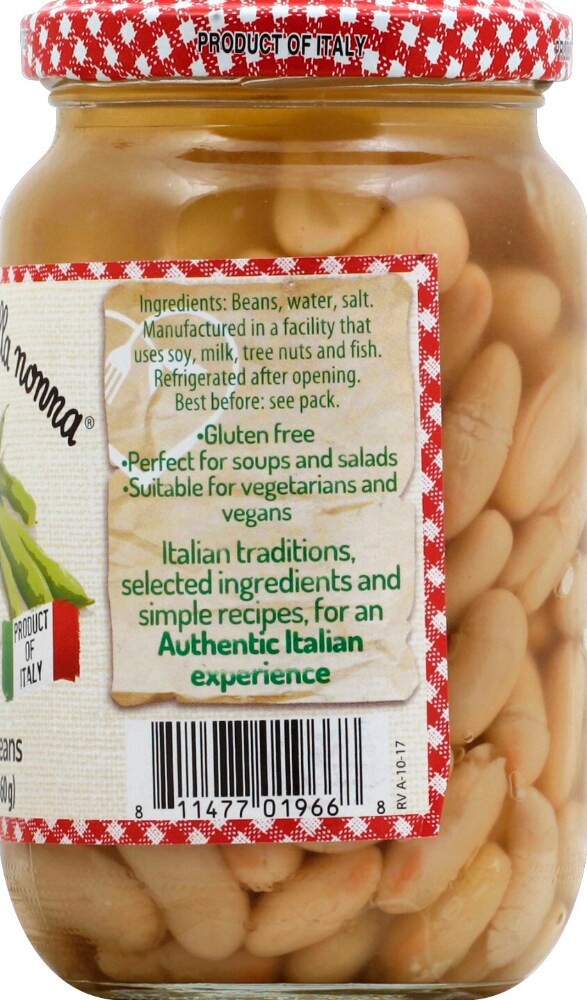 PRODUCT OF ITALY
lla nonna®
Ingredients: Beans, water, salt.
Manufactured in a facility that
uses soy, milk, tree nuts and fish.
Refrigerated after opening.
Best before: see pack.
•Gluten free
•Perfect for soups and salads
•Suitable for vegetarians and
vegans
Italian traditions,
selected ingredients and
simple recipes, for an
Authentic Italian
experience
PRODUCT
OF
ITALY
eans
60g)
8 11477 01966 8
RV A-10-17